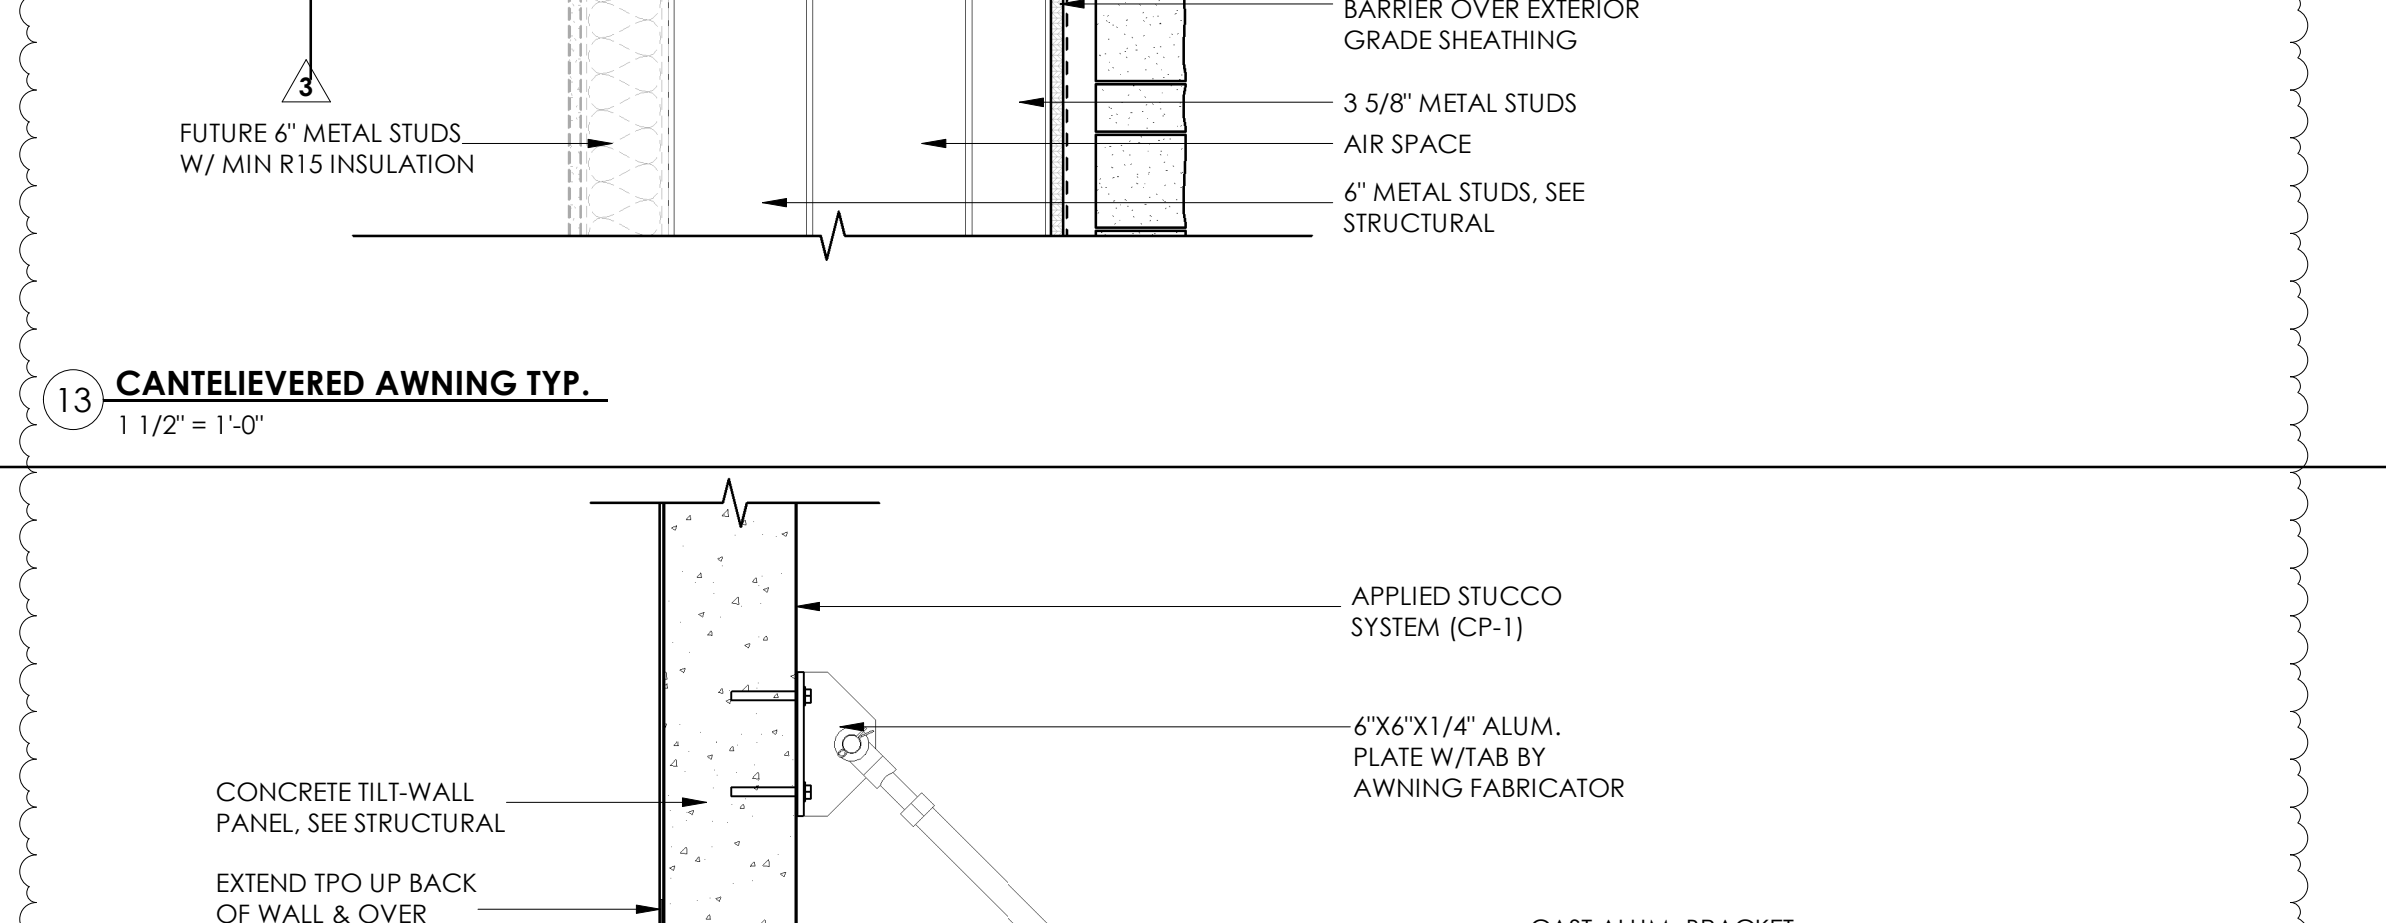 BARRIER OVER EXTERIOR
GRADE SHEATHING
3 5/8" METAL STUDS
AIR SPACE
6" METAL STUDS, SEE
STRUCTURAL
3
FUTURE 6" METAL STUDS
W/ MIN R15 INSULATION
13
CANTELIEVERED AWNING TYP.
1 1/2" = 1'-0"
APPLIED STUCCO
SYSTEM (CP-1)
6"X6"X1/4" ALUM.
PLATE W/TAB BY
AWNING FABRICATOR
CONCRETE TILT-WALL
PANEL, SEE STRUCTURAL
EXTEND TPO UP BACK
OF WALL & OVER
CAST ALUM. BRACKET